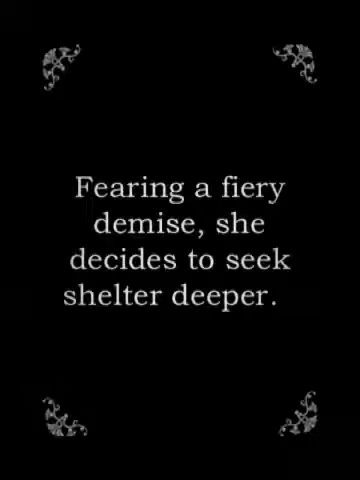 Fearing a fiery
demise, she
decides to seek
shelter deeper.